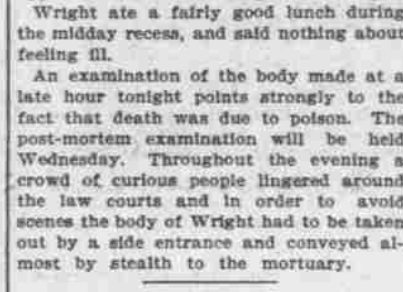 Wright ate a fairly good lunch during
the midday recess, and said nothing about
feeling ill.
An examination of the body made at a
late hour tonight points strongly to the
fact that death was due to poison. The
post-mortem examination will be held
Wednesday. Throughout the evening a
crowd of curious people lingered around
the law courts and in order to avoid
scenes the body of Wright had to be taken
out by a side entrance and conveyed al-
most by stealth to the mortuary.